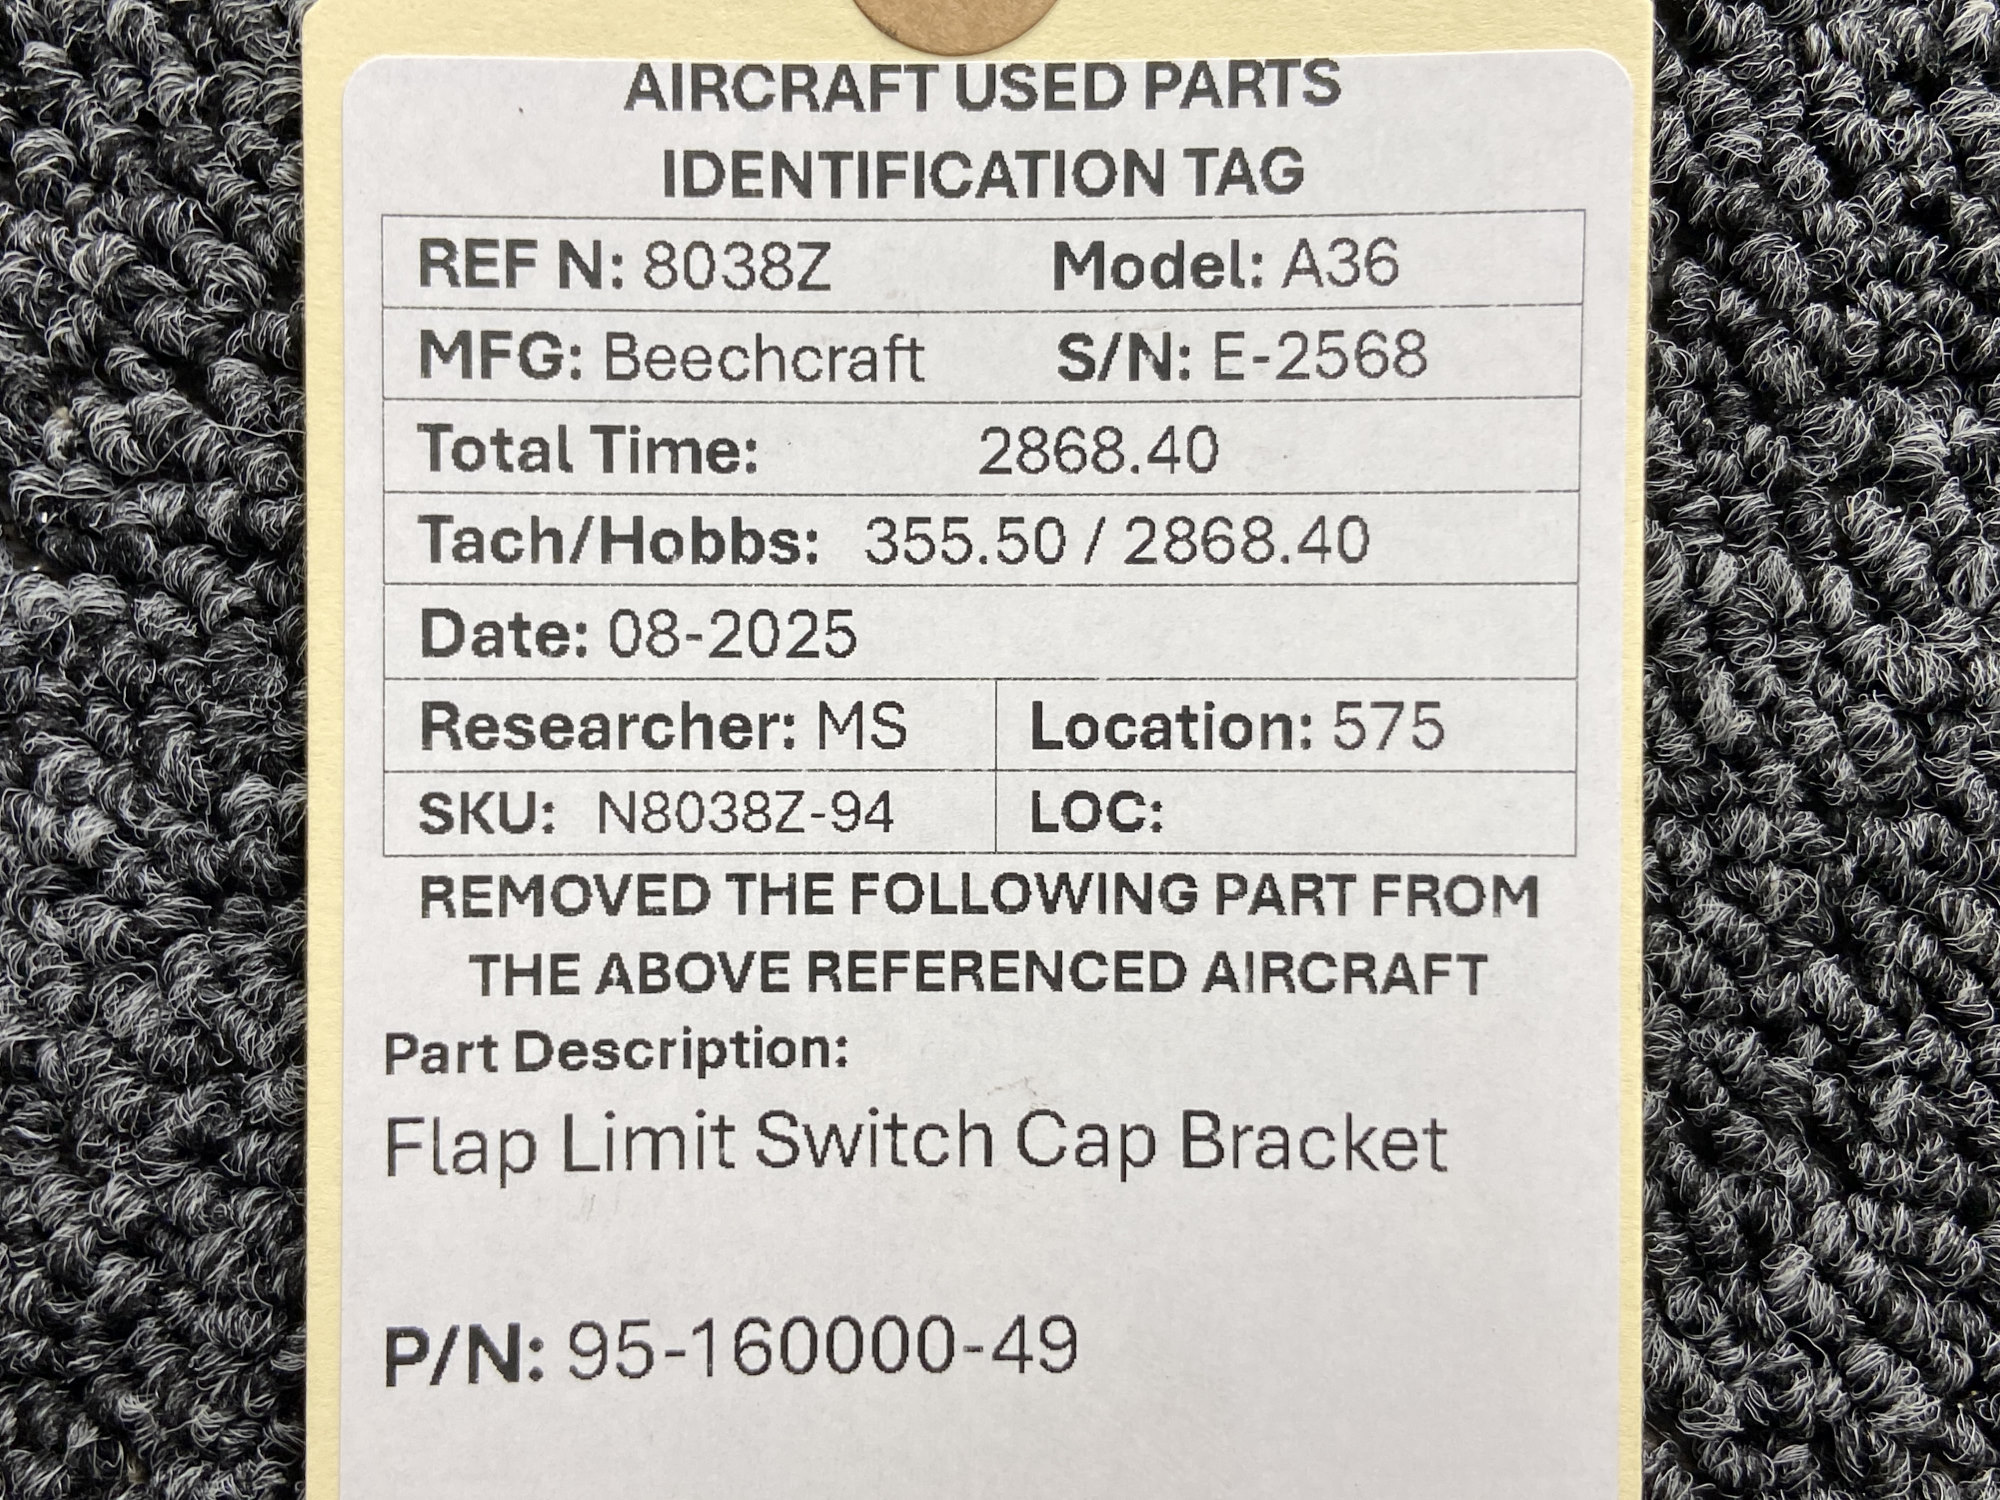 AIRCRAFT USED PARTS
IDENTIFICATION TAG
REF N: 8038Z Model: A36
MFG: Beechcraft S/N: E-2568
Total Time: 2868.40
Tach/Hobbs: 355.50 / 2868.40
Date: 08-2025
Researcher: MS Location: 575
SKU: N8038Z-94 LOC:
REMOVED THE FOLLOWING PART FROM
THE ABOVE REFERENCED AIRCRAFT
Part Description:
Flap Limit Switch Cap Bracket
P/N: 95-160000-49